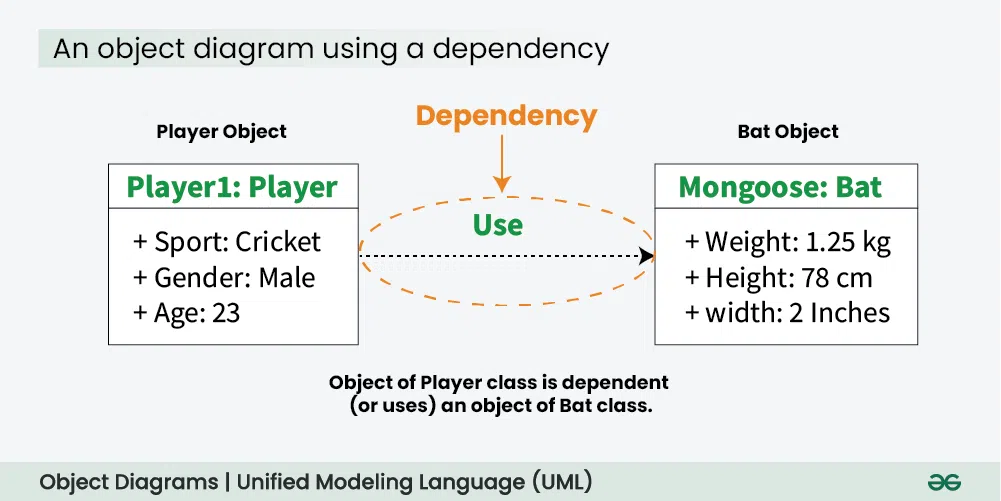 An object diagram using a dependency
Dependency
Player Object
Bat Object
Player1: Player
+ Sport: Cricket
+ Gender: Male
+ Age: 23
Use
Mongoose: Bat
+ Weight: 1.25 kg
+ Height: 78 cm
+ width: 2 Inches
Object of Player class is dependent
(or uses) an object of Bat class.
Object Diagrams | Unified Modeling Language (UML)